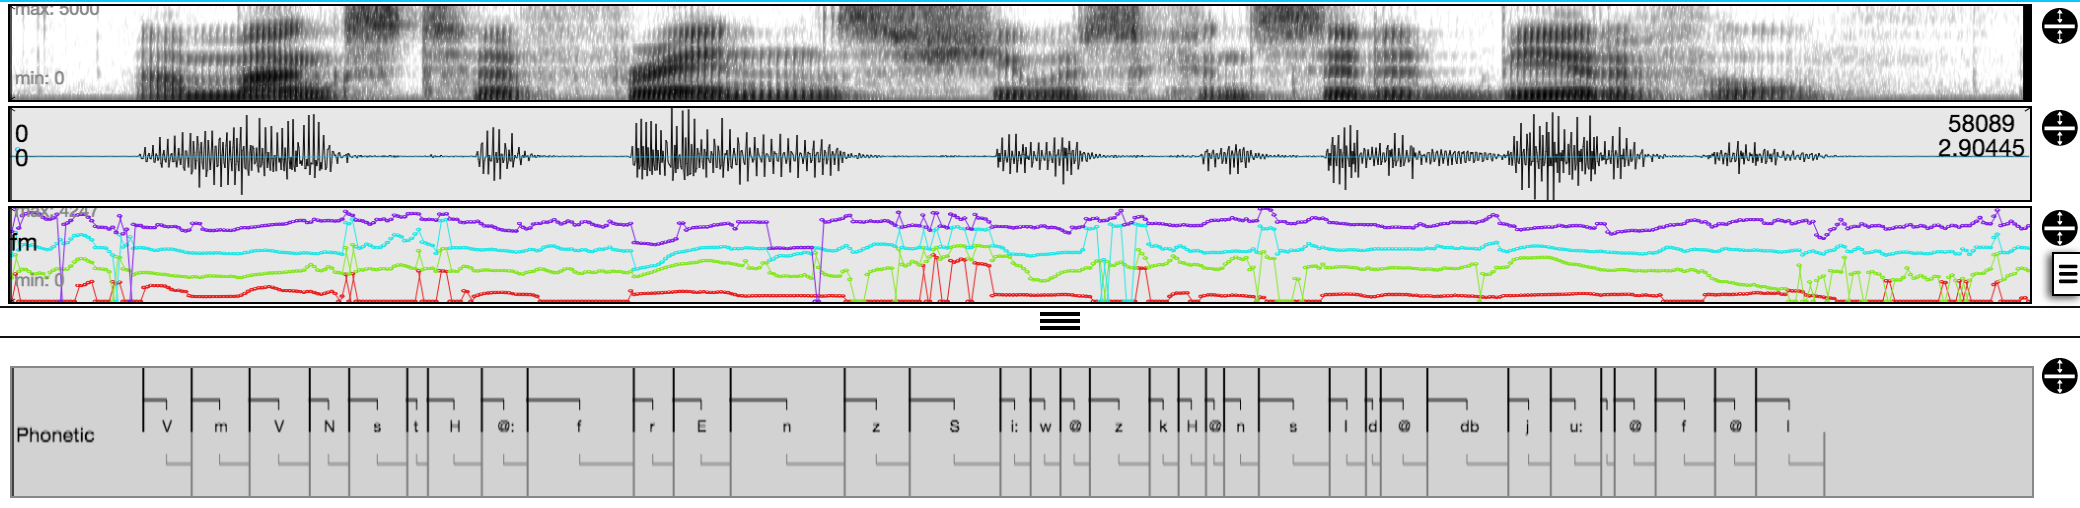 max: 5000
min: 0
0
0
58089
2.90445
max: 4247
fm
min: 0
Phonetic
V m V N s t H @: f r E n z S i: w @ z k H @ n s I d @ db j u: @ f @ l